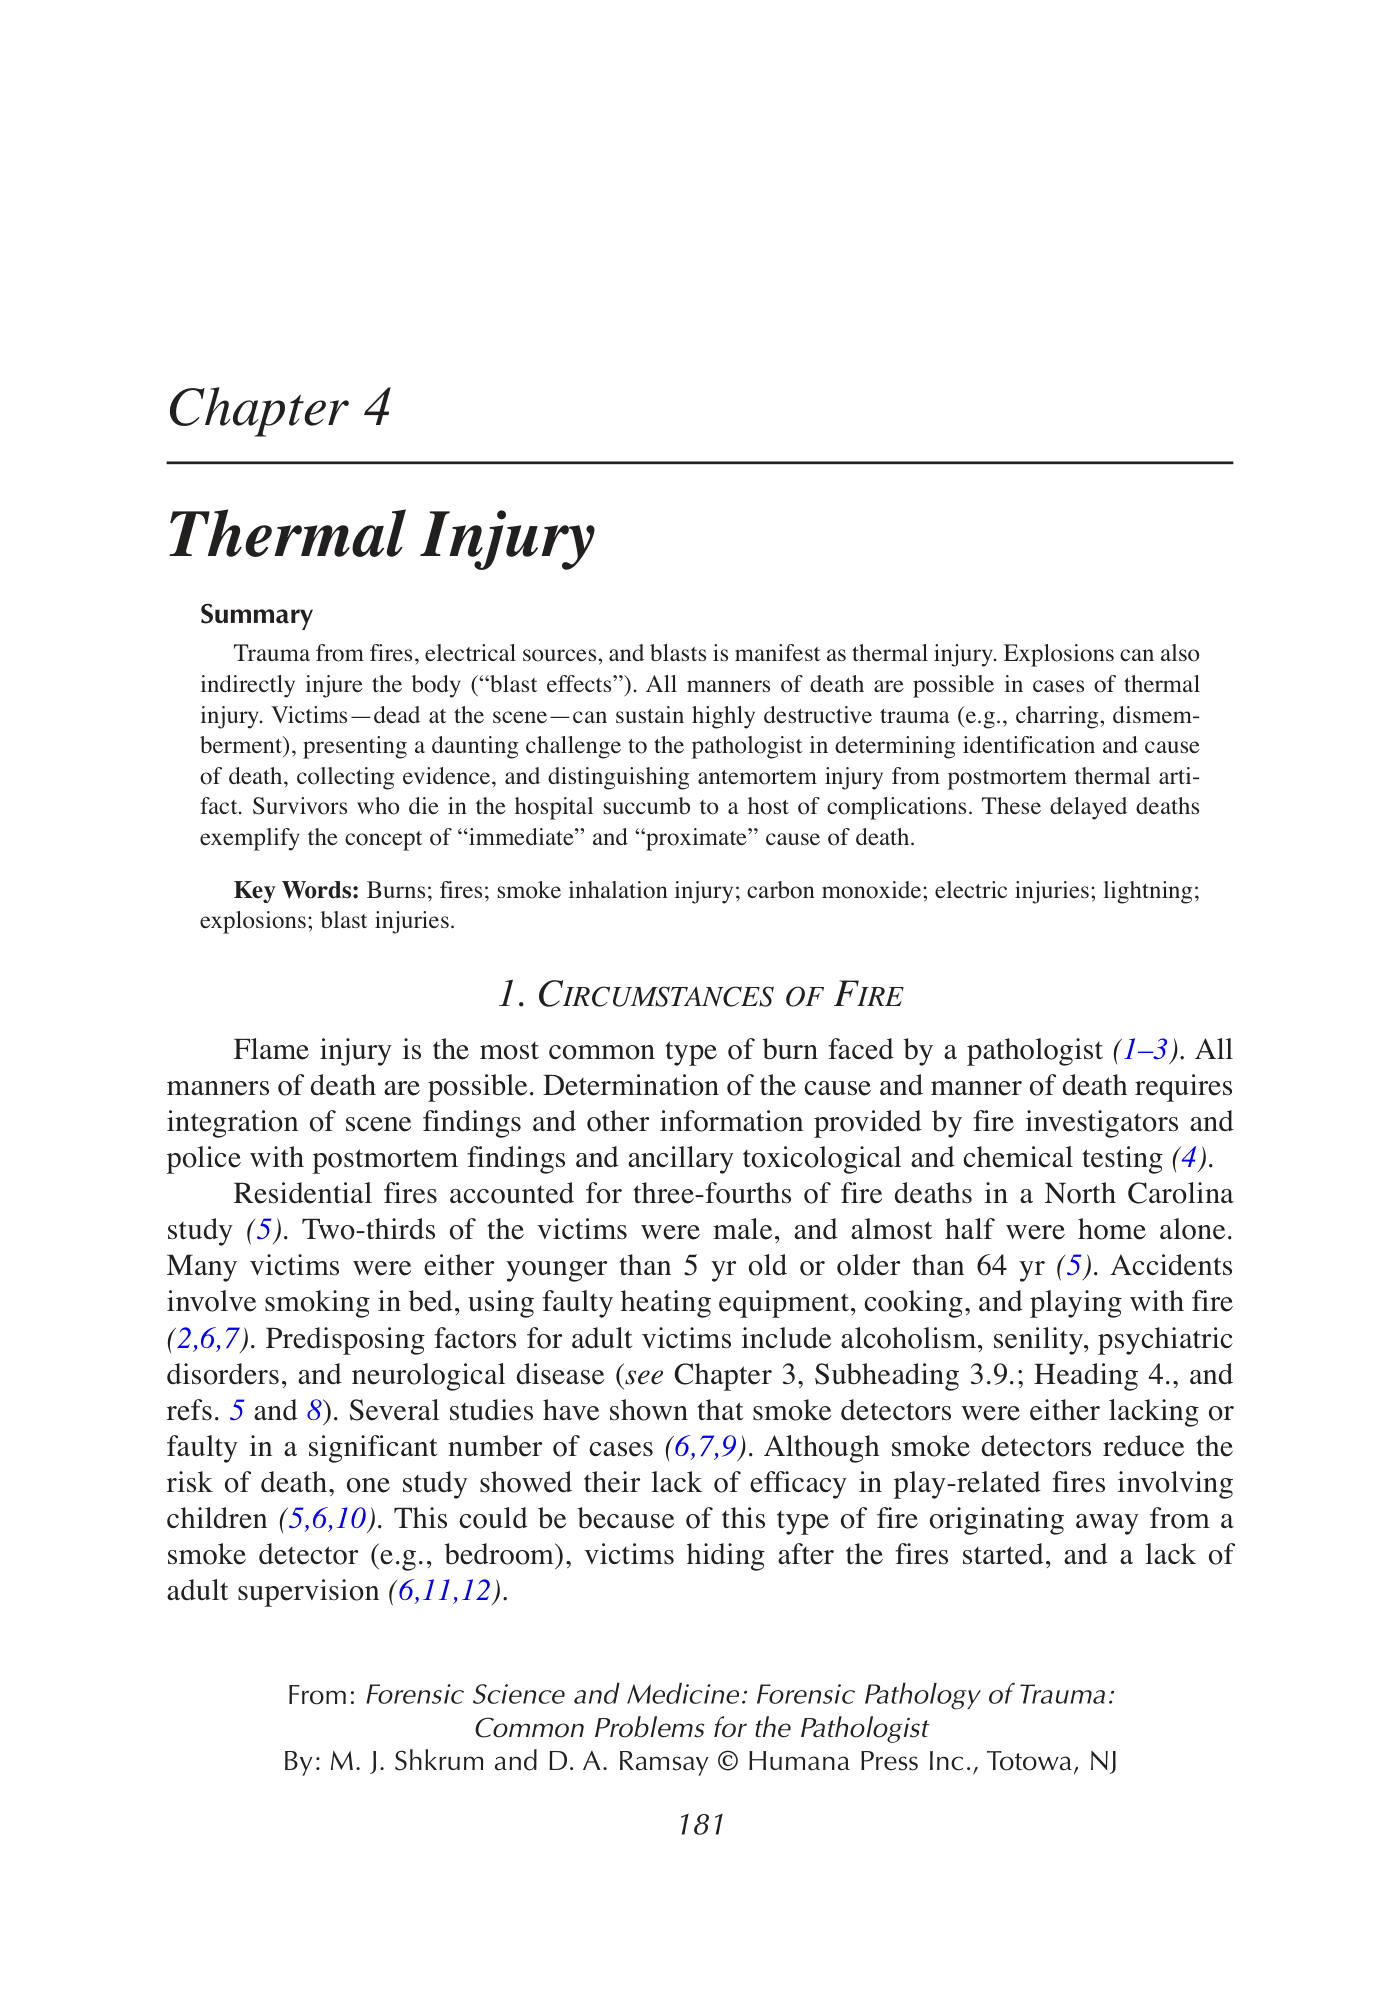 Chapter 4
Thermal Injury
Summary
Trauma from fires, electrical sources, and blasts is manifest as thermal injury. Explosions can also
indirectly injure the body (“blast effects”). All manners of death are possible in cases of thermal
injury. Victims—dead at the scene—can sustain highly destructive trauma (e.g., charring, dismem-
berment), presenting a daunting challenge to the pathologist in determining identification and cause
of death, collecting evidence, and distinguishing antemortem injury from postmortem thermal arti-
fact. Survivors who die in the hospital succumb to a host of complications. These delayed deaths
exemplify the concept of “immediate” and “proximate” cause of death.
Key Words: Burns; fires; smoke inhalation injury; carbon monoxide; electric injuries; lightning;
explosions; blast injuries.
1. CIRCUMSTANCES OF FIRE
Flame injury is the most common type of burn faced by a pathologist (1–3). All
manners of death are possible. Determination of the cause and manner of death requires
integration of scene findings and other information provided by fire investigators and
police with postmortem findings and ancillary toxicological and chemical testing (4).
Residential fires accounted for three-fourths of fire deaths in a North Carolina
study (5). Two-thirds of the victims were male, and almost half were home alone.
Many victims were either younger than 5 yr old or older than 64 yr (5). Accidents
involve smoking in bed, using faulty heating equipment, cooking, and playing with fire
(2,6,7). Predisposing factors for adult victims include alcoholism, senility, psychiatric
disorders, and neurological disease (see Chapter 3, Subheading 3.9.; Heading 4., and
refs. 5 and 8). Several studies have shown that smoke detectors were either lacking or
faulty in a significant number of cases (6,7,9). Although smoke detectors reduce the
risk of death, one study showed their lack of efficacy in play-related fires involving
children (5,6,10). This could be because of this type of fire originating away from a
smoke detector (e.g., bedroom), victims hiding after the fires started, and a lack of
adult supervision (6,11,12).
From: Forensic Science and Medicine: Forensic Pathology of Trauma:
Common Problems for the Pathologist
By: M. J. Shkrum and D. A. Ramsay © Humana Press Inc., Totowa, NJ
181